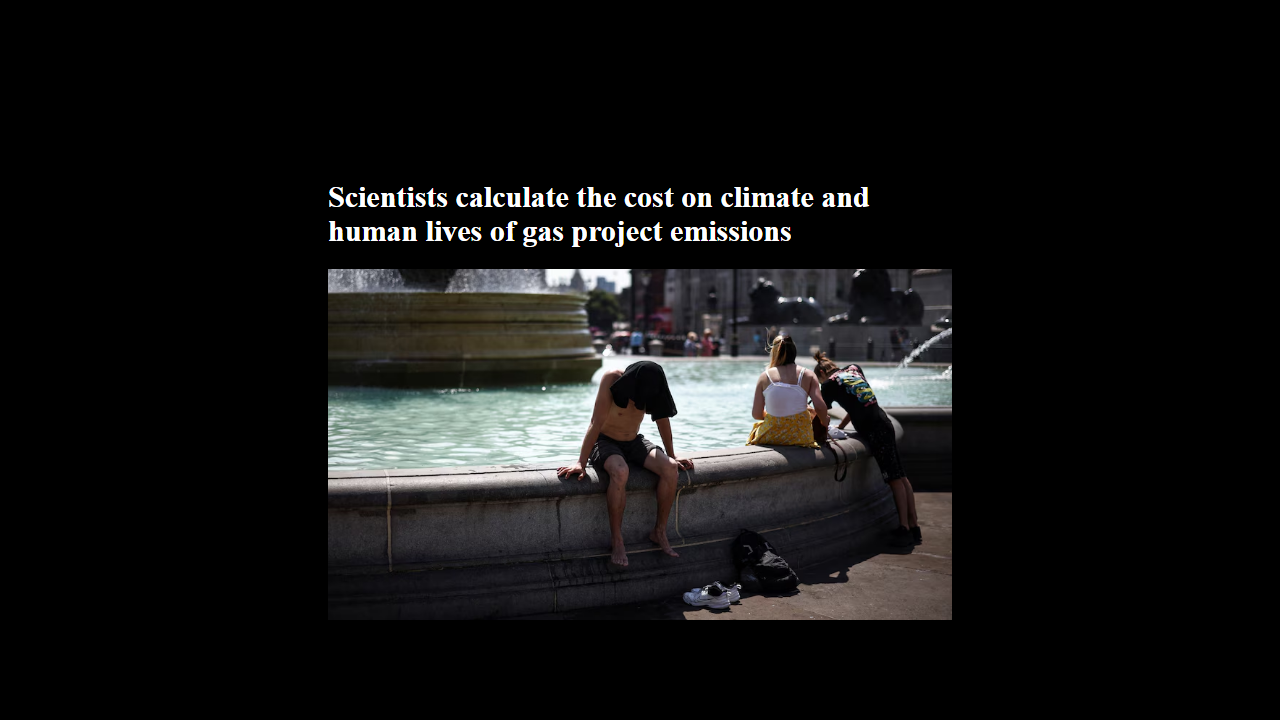 Scientists calculate the cost on climate and
human lives of gas project emissions